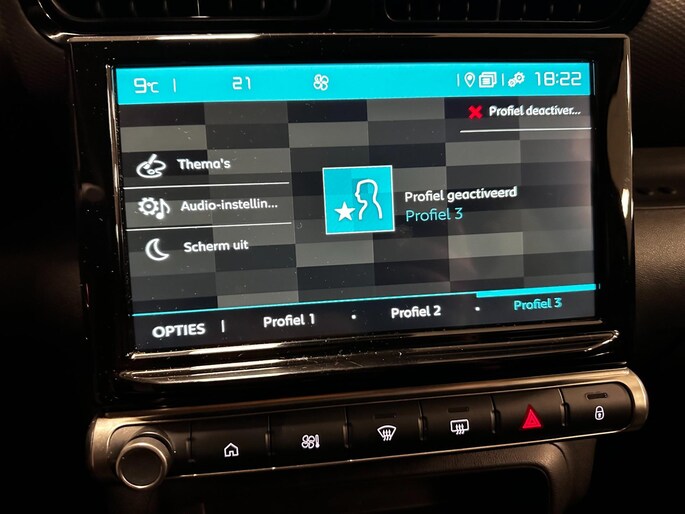 9°C
21
18:22
Profiel deactiver...
Thema's
Audio-instellin...
Scherm uit
Profiel geactiveerd
Profiel 3
OPTIES
Profiel 1
Profiel 2
Profiel 3